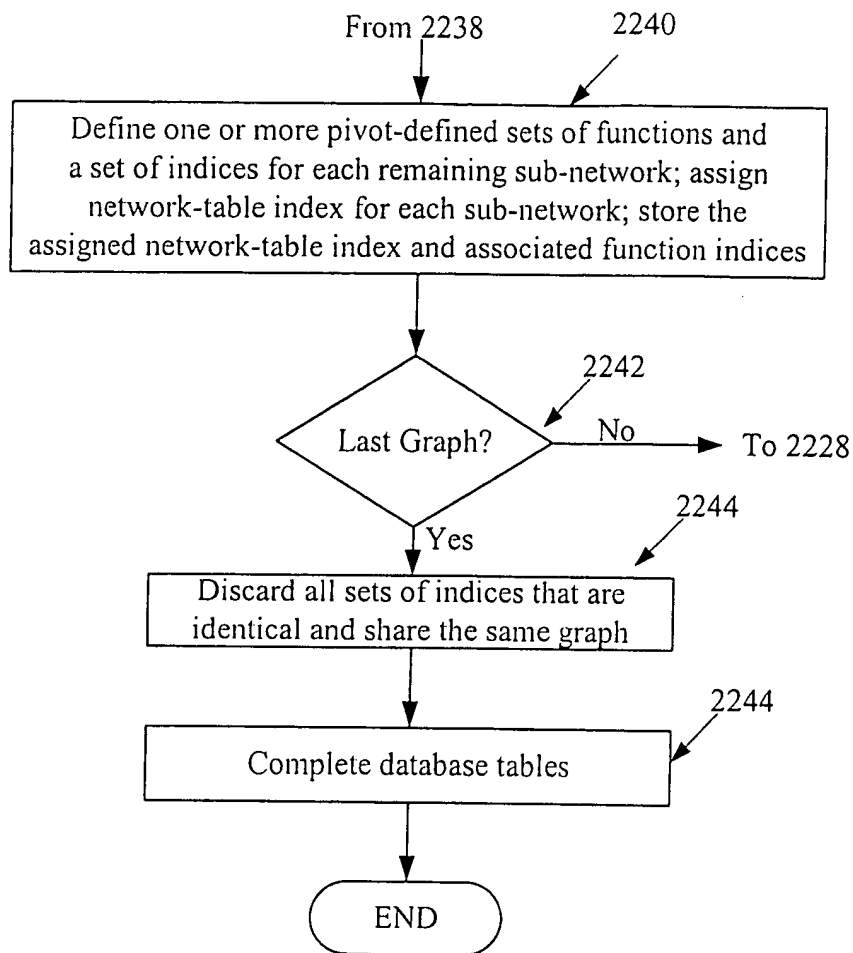 From 2238
2240
Define one or more pivot-defined sets of functions and
a set of indices for each remaining sub-network; assign
network-table index for each sub-network; store the
assigned network-table index and associated function indices
2242
Last Graph?
No
To 2228
Yes
2244
Discard all sets of indices that are
identical and share the same graph
2244
Complete database tables
END